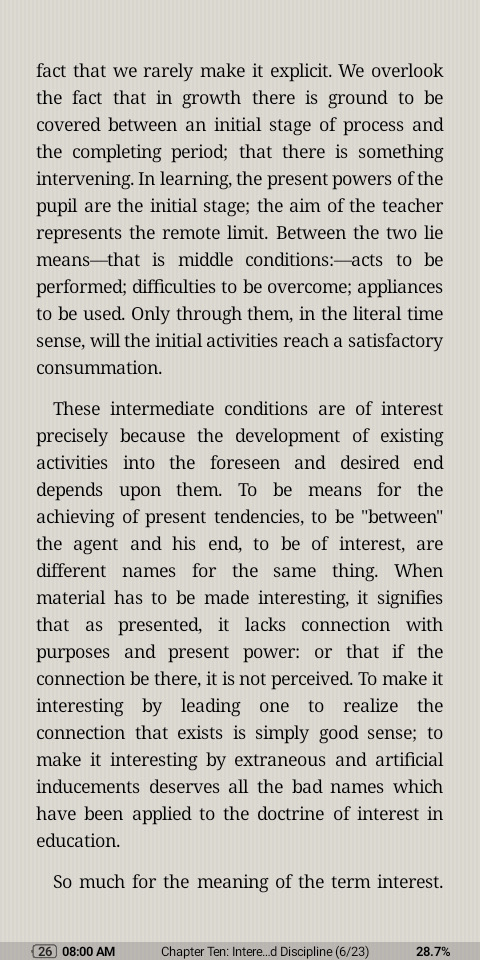 fact that we rarely make it explicit. We overlook
the fact that in growth there is ground to be
covered between an initial stage of process and
the completing period; that there is something
intervening. In learning, the present powers of the
pupil are the initial stage; the aim of the teacher
represents the remote limit. Between the two lie
means—that is middle conditions:—acts to be
performed; difficulties to be overcome; appliances
to be used. Only through them, in the literal time
sense, will the initial activities reach a satisfactory
consummation.
These intermediate conditions are of interest
precisely because the development of existing
activities into the foreseen and desired end
depends upon them. To be means for the
achieving of present tendencies, to be "between"
the agent and his end, to be of interest, are
different names for the same thing. When
material has to be made interesting, it signifies
that as presented, it lacks connection with
purposes and present power: or that if the
connection be there, it is not perceived. To make it
interesting by leading one to realize the
connection that exists is simply good sense; to
make it interesting by extraneous and artificial
inducements deserves all the bad names which
have been applied to the doctrine of interest in
education.
So much for the meaning of the term interest.
26 08:00 AM Chapter Ten: Intere...d Discipline (6/23) 28.7%